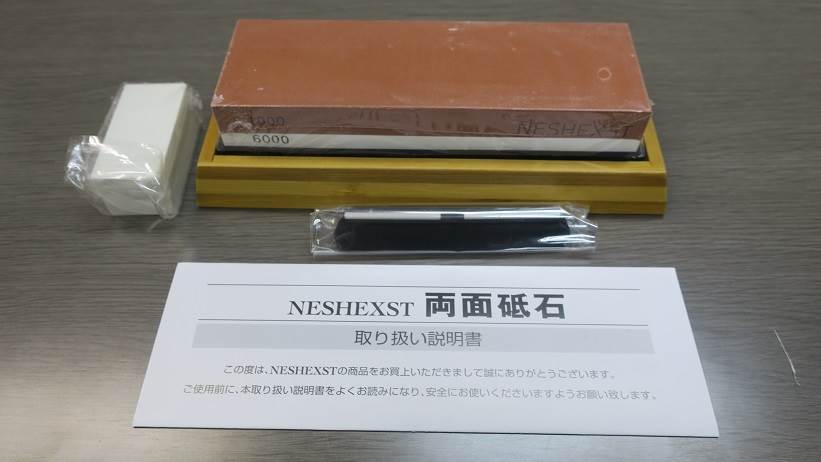 1000
NESHEXST
6000
NESHEXST 両面砥石
取り扱い説明書
この度は、NESHEXSTの商品をお買上いただきまして誠にありがとうございます。
ご使用前に、本取り扱い説明書をよくお読みになり、安全にお使いくださいますようお願い致します。